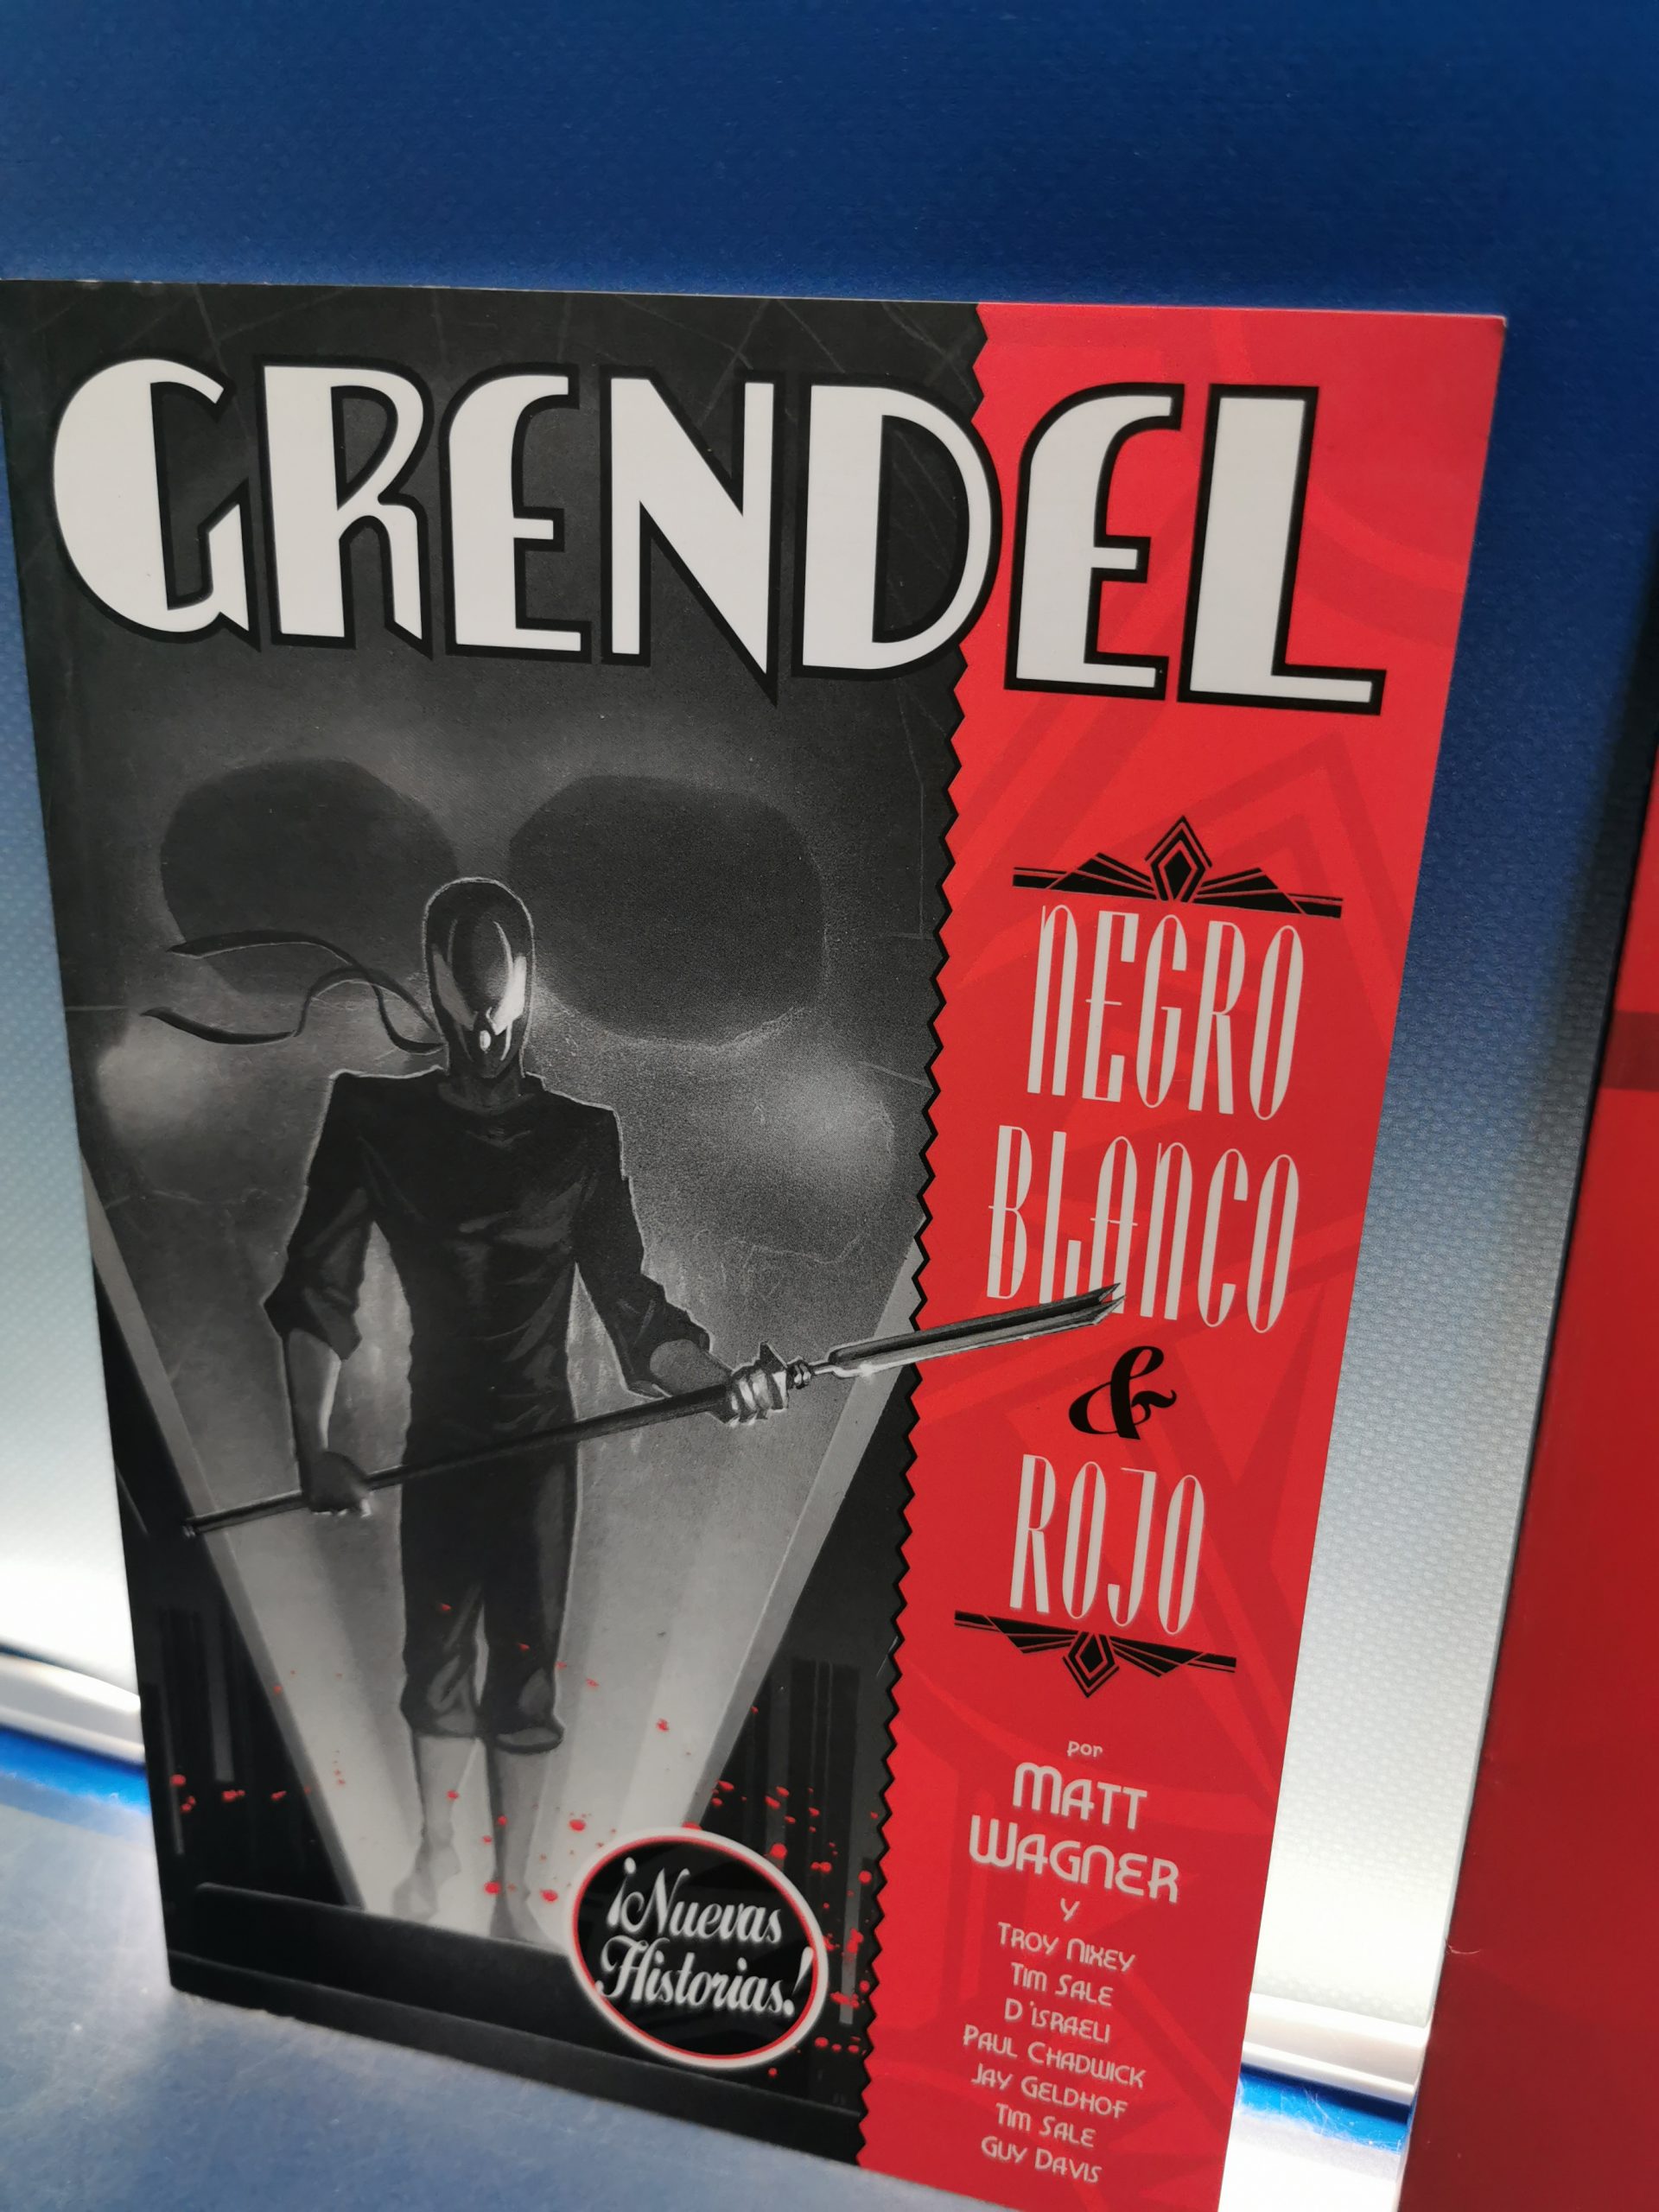 GRENDEL
NEGRO
BLANCO
&
ROJO
por
MATT
WAGNER
Y
TROY NIXEY
TIM SALE
D'ISRAELI
PAUL CHADWICK
JAY GELDHOF
TIM SALE
GUY DAVIS
¡Nuevas
Historias!